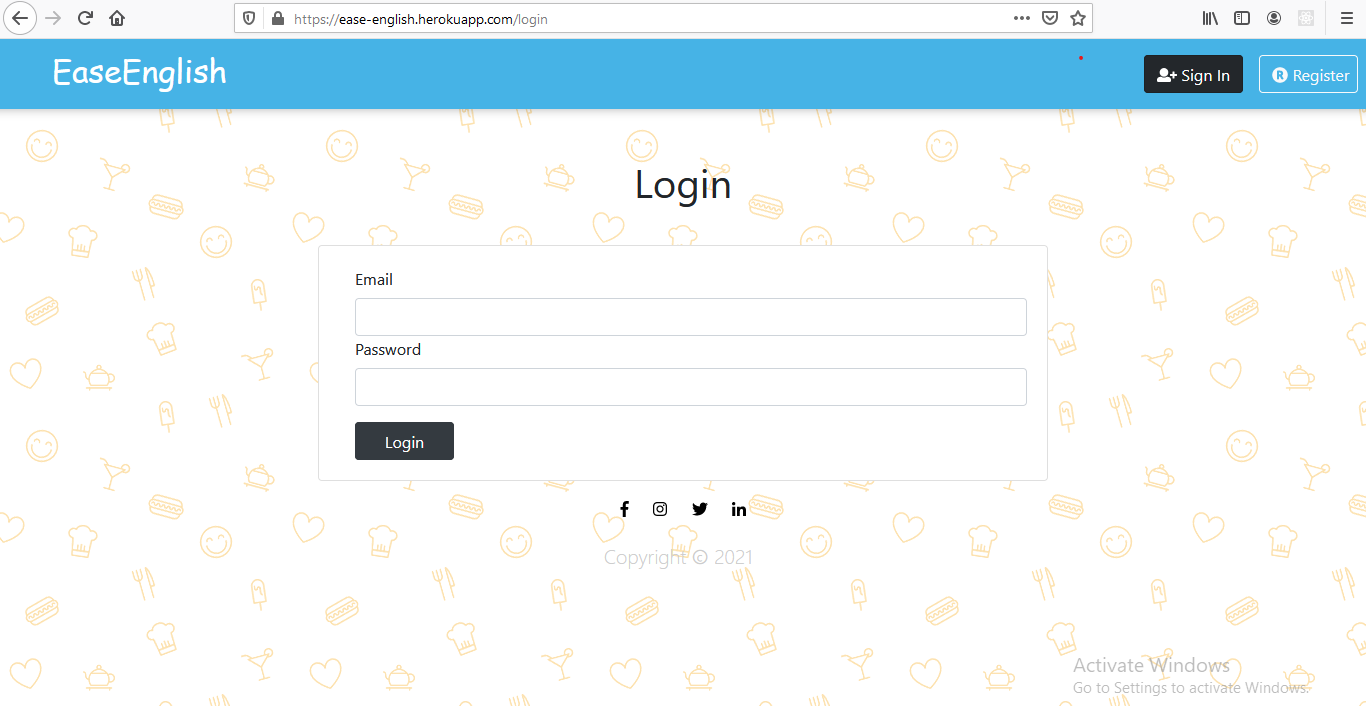 https://ease-english.herokuapp.com/login
EaseEnglish
Sign In
R Register
Login
Email
Password
Login
Copyright © 2021
Activate Windows
Go to Settings to activate Windows.